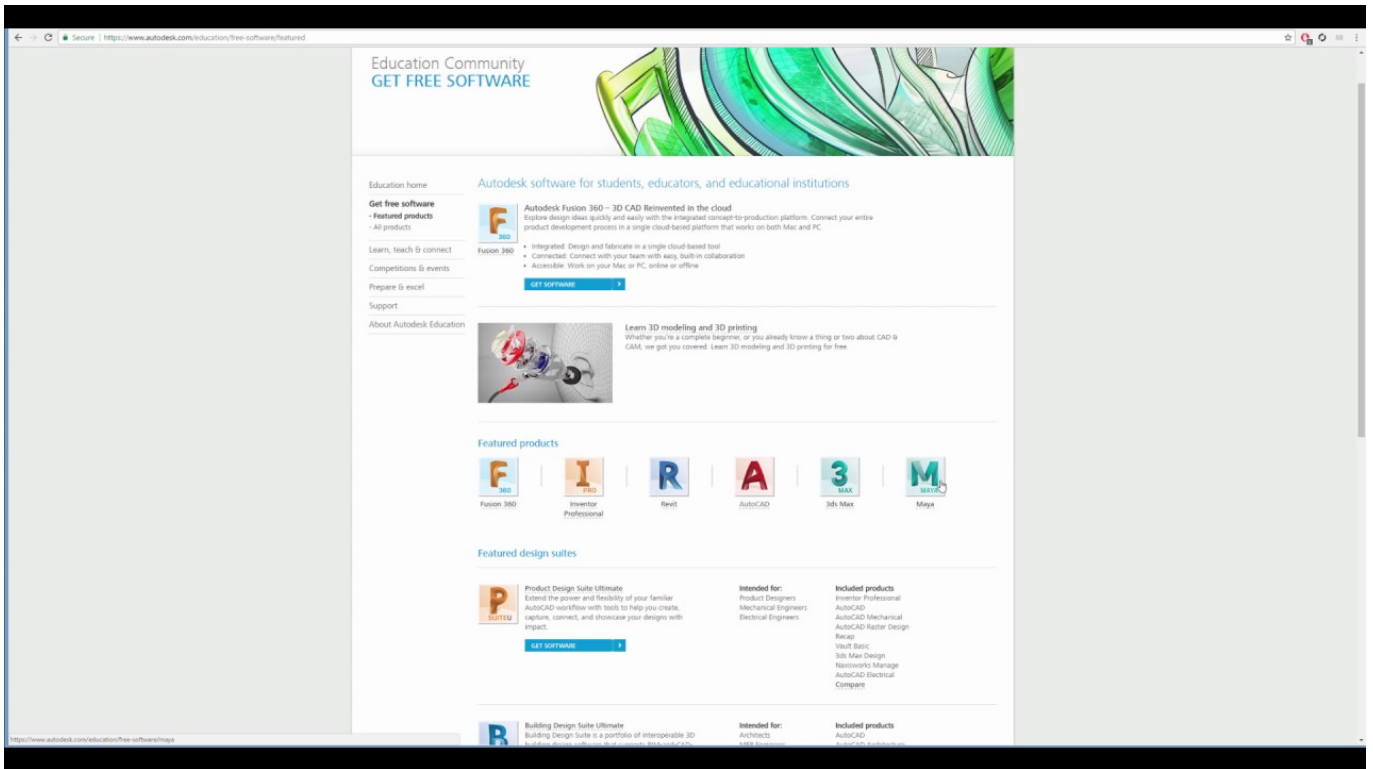 Secure | https://www.autodesk.com/education/free-software/featured
Education Community
GET FREE SOFTWARE
Education home
Get free software
- Featured products
- All products
Learn, teach & connect
Competitions & events
Prepare & excel
Support
About Autodesk Education
Autodesk software for students, educators, and educational institutions
360
Fusion 360
Autodesk Fusion 360 – 3D CAD Reinvented in the cloud
Explore design ideas quickly and easily with the integrated concept-to-production platform. Connect your entire
product development process in a single cloud-based platform that works on both Mac and PC.
• Integrated: Design and fabricate in a single cloud-based tool
• Connected: Connect with your team with easy, built-in collaboration
• Accessible: Work on your Mac or PC, online or offline
GET SOFTWARE
Learn 3D modeling and 3D printing
Whether you're a complete beginner, or you already know a thing or two about CAD &
CAM, we got you covered. Learn 3D modeling and 3D printing for free.
Featured products
F 360
I PRO
R
A
3 MAX
M MAYA
Fusion 360
Inventor
Professional
Revit
AutoCAD
3ds Max
Maya
Featured design suites
P
SUITEU
Product Design Suite Ultimate
Extend the power and flexibility of your familiar
AutoCAD workflow with tools to help you create,
capture, connect, and showcase your designs with
impact.
GET SOFTWARE
Intended for:
Product Designers
Mechanical Engineers
Electrical Engineers
Included products
Inventor Professional
AutoCAD
AutoCAD Mechanical
AutoCAD Raster Design
Recap
Vault Basic
3ds Max Design
Navisworks Manage
AutoCAD Electrical
Compare
B
Building Design Suite Ultimate
Building Design Suite is a portfolio of interoperable 3D
Intended for:
Architects
Included products
AutoCAD
https://www.autodesk.com/education/free-software/maya